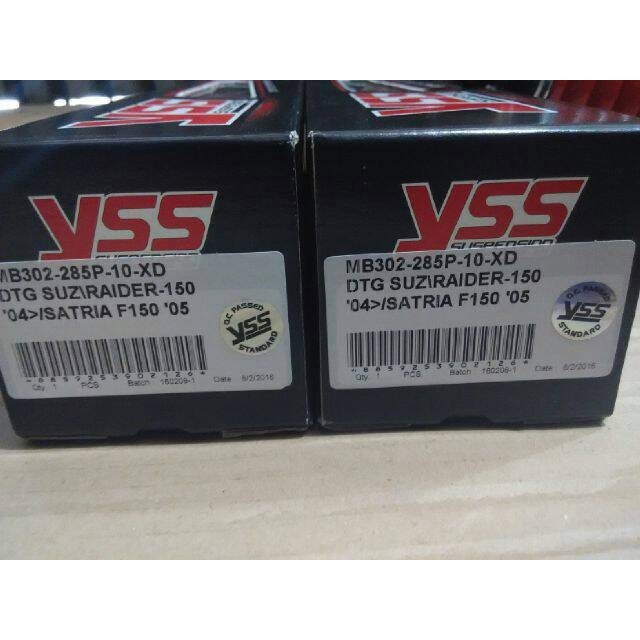 YSS
SUSPENSION
MB302-285P-10-XD
DTG SUZ\RAIDER-150
'04>/SATRIA F150 '05
Q.C. PASSED
YSS
STANDARD
Qty. 1 PCS. Batch 160209-1 Date 8/2/2016
YSS
SUSPENSION
MB302-285P-10-XD
DTG SUZ\RAIDER-150
'04>/SATRIA F150 '05
Q.C. PASSED
YSS
STANDARD
Qty. 1 PCS. Batch 160209-1 Date 8/2/2016